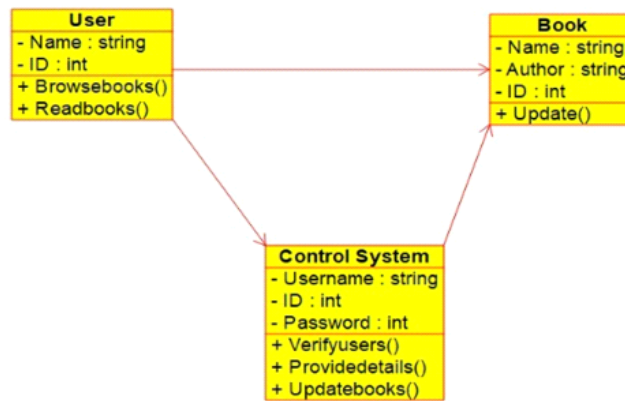 User
- Name : string
- ID : int
+ Browsebooks()
+ Readbooks()
Book
- Name : string
- Author : string
- ID : int
+ Update()
Control System
- Username : string
- ID : int
- Password : int
+ Verifyusers()
+ Providedetails()
+ Updatebooks()